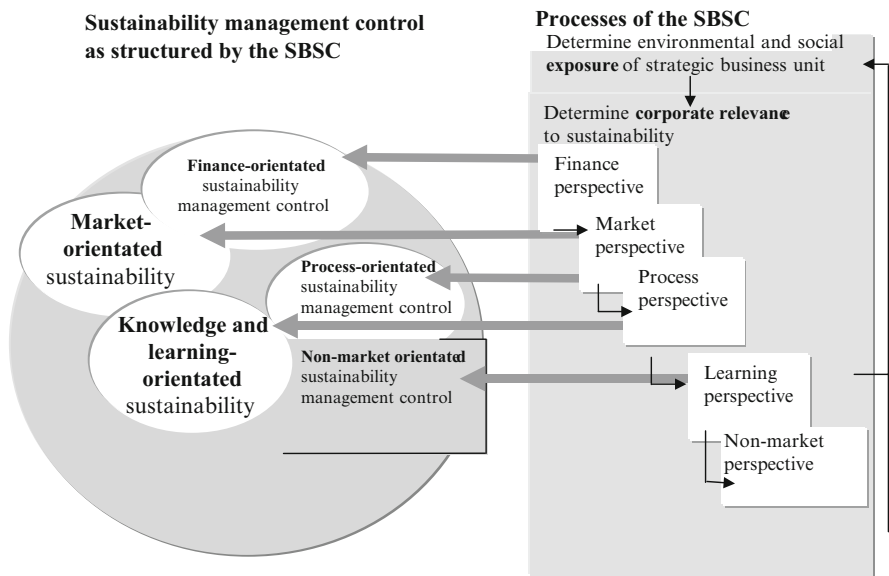 Sustainability management control
as structured by the SBSC
Finance-orientated
sustainability
management control
Market-
orientated
sustainability
Process-orientated
sustainability
management control
Knowledge and
learning-
orientated
sustainability
Non-market orientated
sustainability
management control
Processes of the SBSC
Determine environmental and social
exposure of strategic business unit
Determine corporate relevance
to sustainability
Finance
perspective
Market
perspective
Process
perspective
Learning
perspective
Non-market
perspective